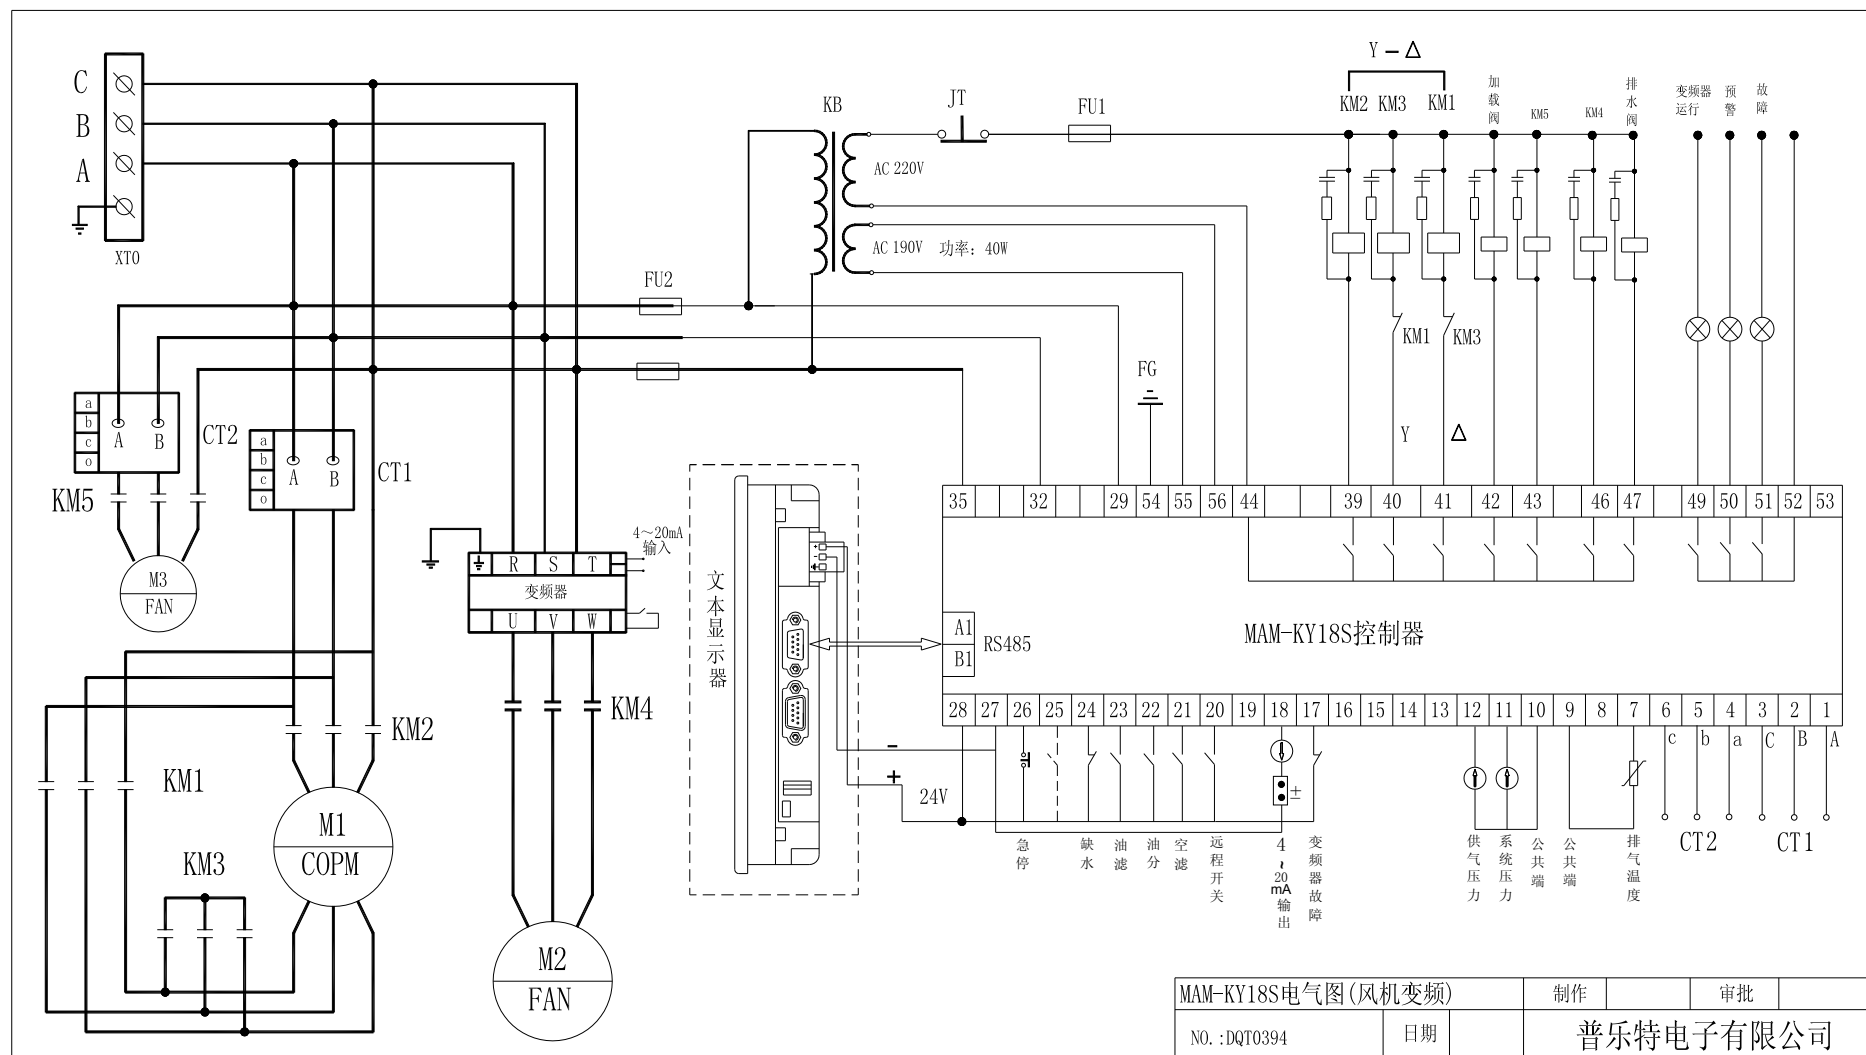 C
B
A
XT0
FU2
KB
AC 220V
AC 190V 功率: 40W
JT
FU1
Y - Δ
KM2 KM3 KM1
加载阀
KM5
KM4
排水阀
变频器
运行
预警
故障
KM1
KM3
Y
Δ
FG
a
b
c
o
A
B
CT2
KM5
M3
FAN
a
b
c
o
A
B
CT1
KM2
KM1
M1
COPM
KM3
4~20mA
输入
R S T
变频器
U V W
KM4
M2
FAN
文本显示器
+
-
-
+
24V
35 32 29 54 55 56 44 39 40 41 42 43 46 47 49 50 51 52 53
MAM-KY18S控制器
A1
B1
RS485
28 27 26 25 24 23 22 21 20 19 18 17 16 15 14 13 12 11 10 9 8 7 6 5 4 3 2 1
c b a C B A
±
急停
缺水
油滤
油分
空滤
远程开关
4~20mA输出
变频器故障
供气压力
系统压力
公共端
公共端
排气温度
CT2
CT1
MAM-KY18S电气图(风机变频) 制作 审批
NO.:DQT0394 日期 普乐特电子有限公司